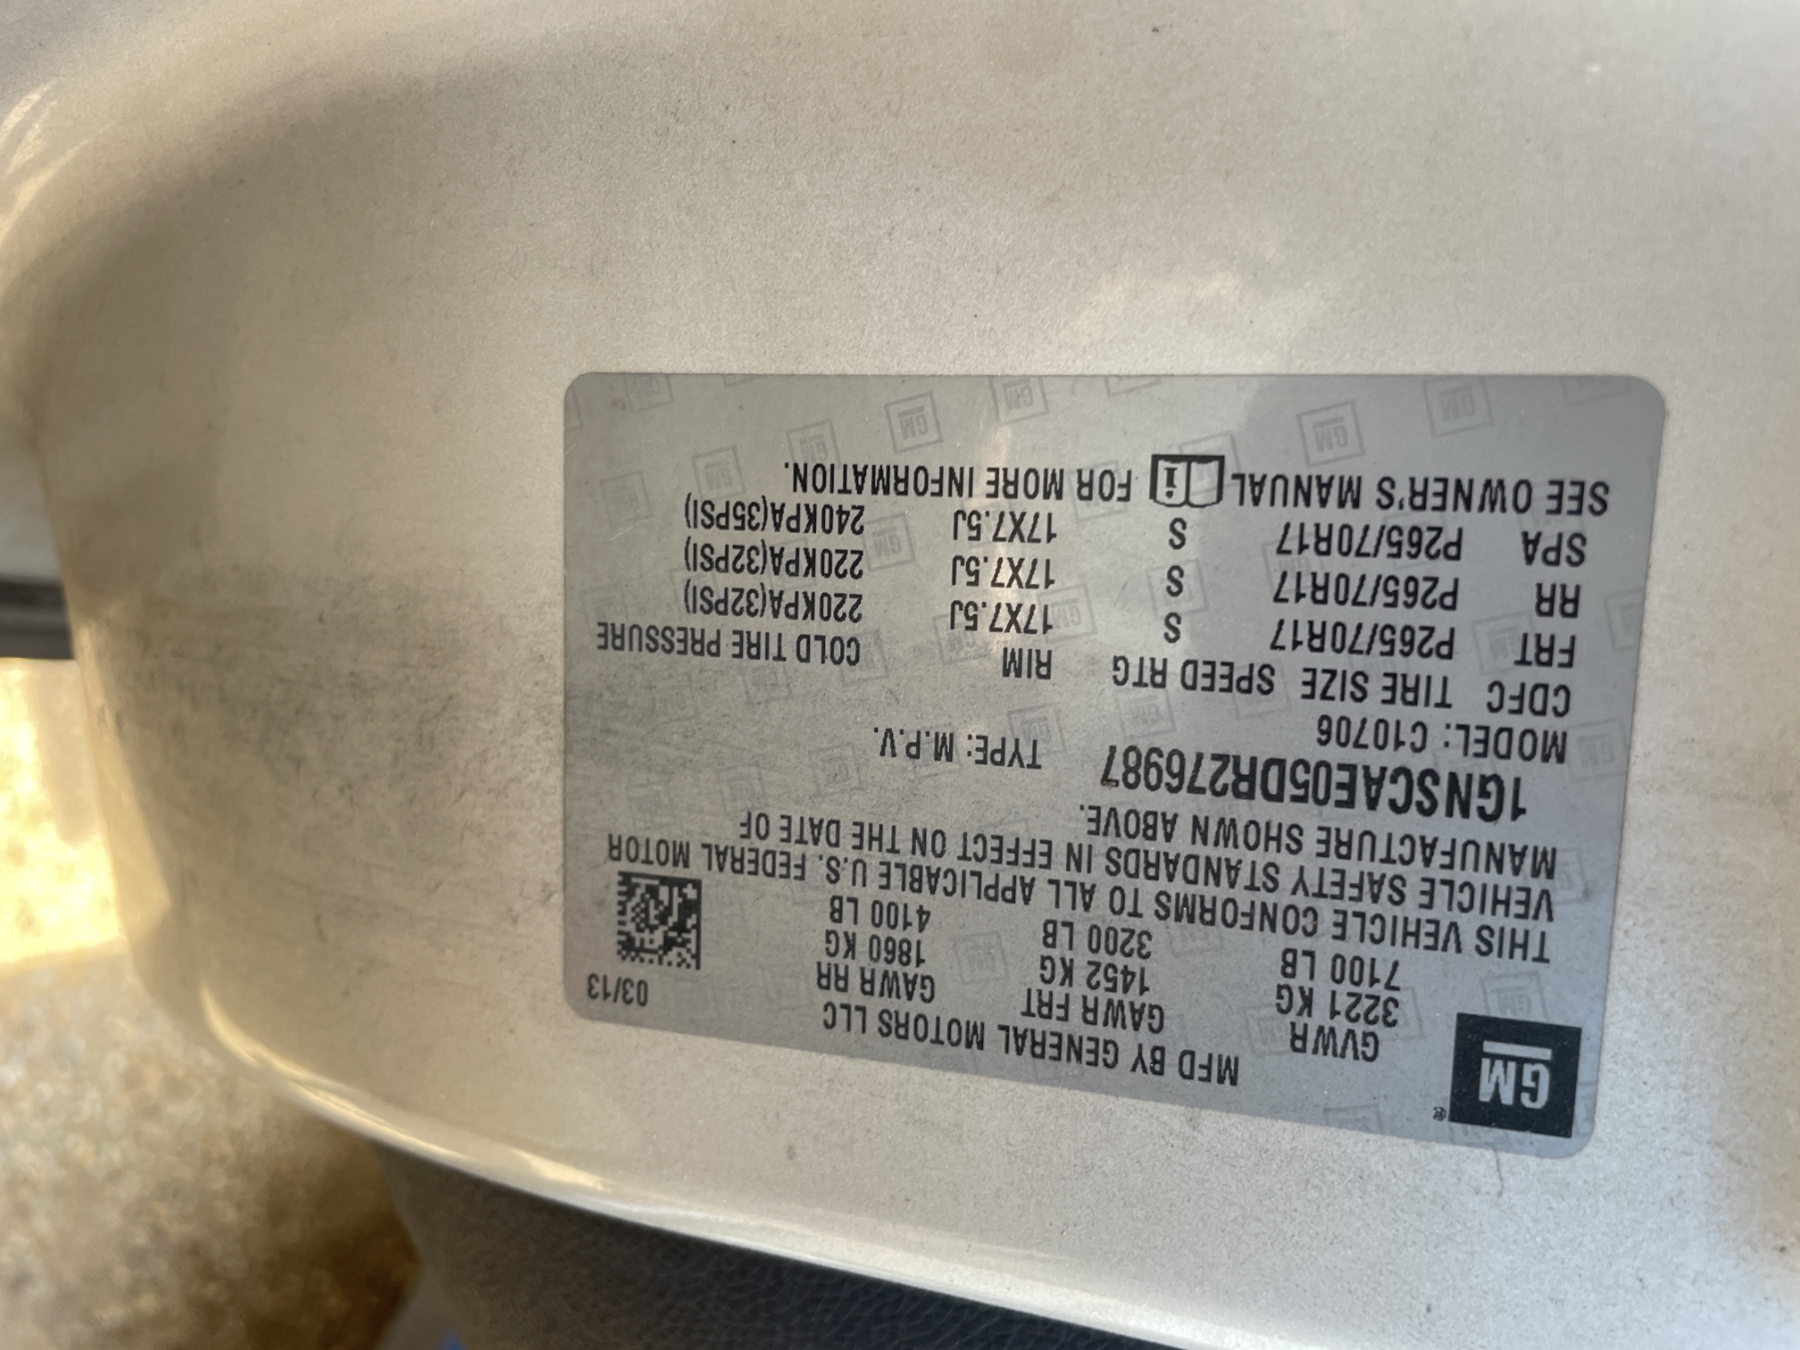 GM®
MFD BY GENERAL MOTORS LLC 03/13
GVWR GAWR FRT GAWR RR
3221 KG 1452 KG 1860 KG
7100 LB 3200 LB 4100 LB
THIS VEHICLE CONFORMS TO ALL APPLICABLE U.S. FEDERAL MOTOR
VEHICLE SAFETY STANDARDS IN EFFECT ON THE DATE OF
MANUFACTURE SHOWN ABOVE.
1GNSCAE05DR276987 TYPE: M.P.V.
MODEL: C10706
CDFC TIRE SIZE SPEED RTG RIM COLD TIRE PRESSURE
FRT P265/70R17 S 17X7.5J 220KPA(32PSI)
RR P265/70R17 S 17X7.5J 220KPA(32PSI)
SPA P265/70R17 S 17X7.5J 240KPA(35PSI)
SEE OWNER'S MANUAL i FOR MORE INFORMATION.